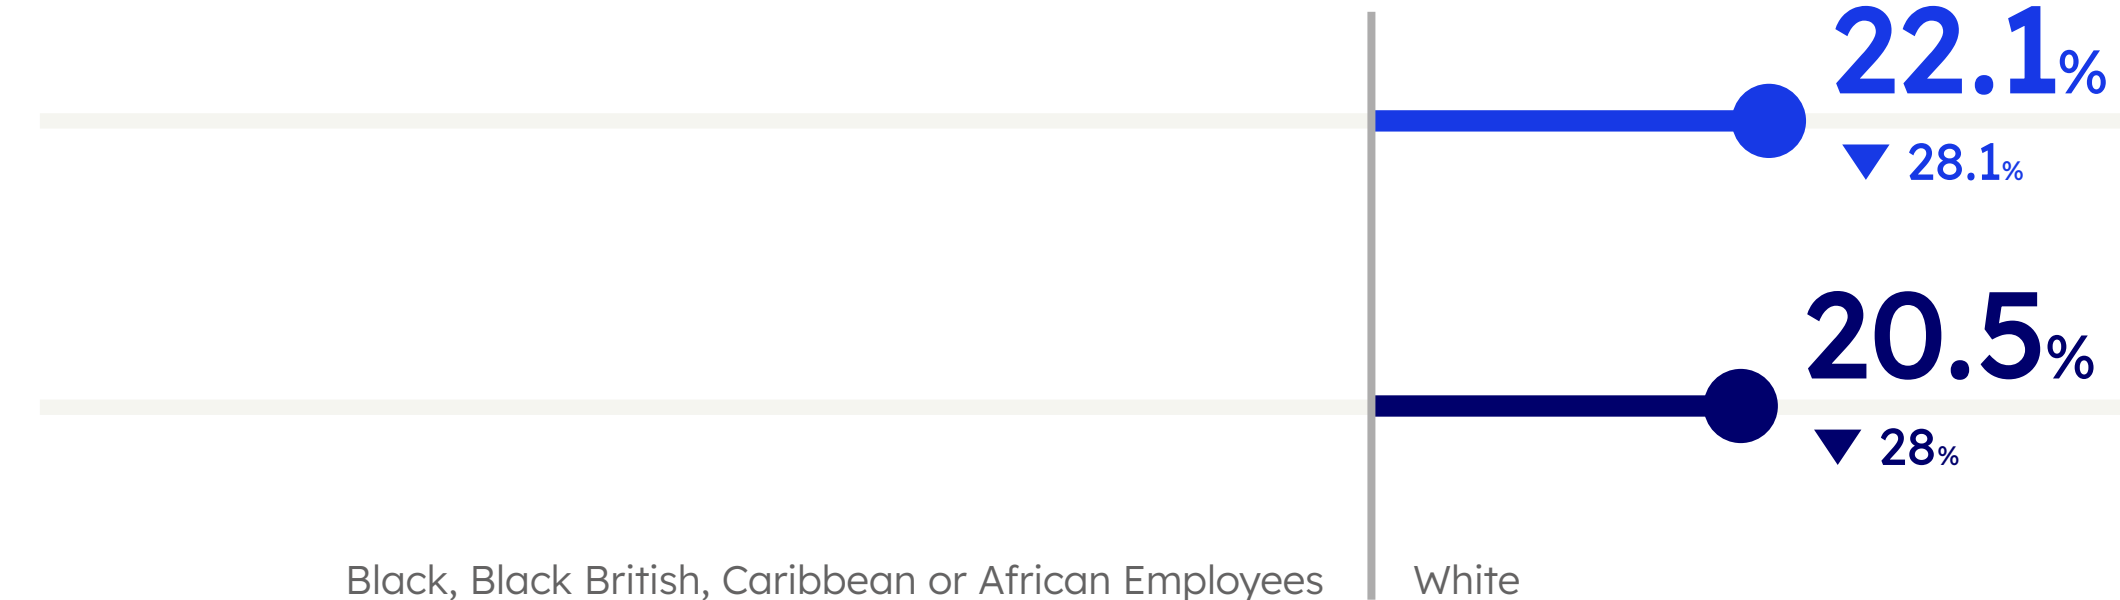 22.1%
▼ 28.1%
20.5%
▼ 28%
Black, Black British, Caribbean or African Employees
White